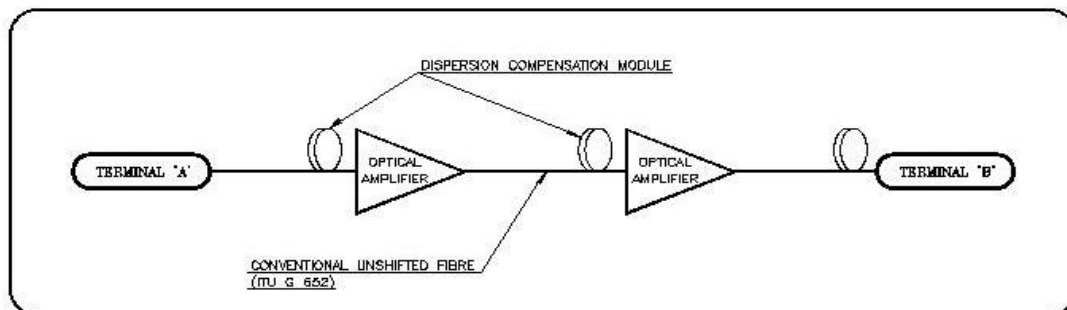 DISPERSION COMPENSATION MODULE
TERMINAL "A"
OPTICAL
AMPLIFIER
OPTICAL
AMPLIFIER
TERMINAL "B"
CONVENTIONAL UNSHIFTED FIBRE
(ITU G 652)